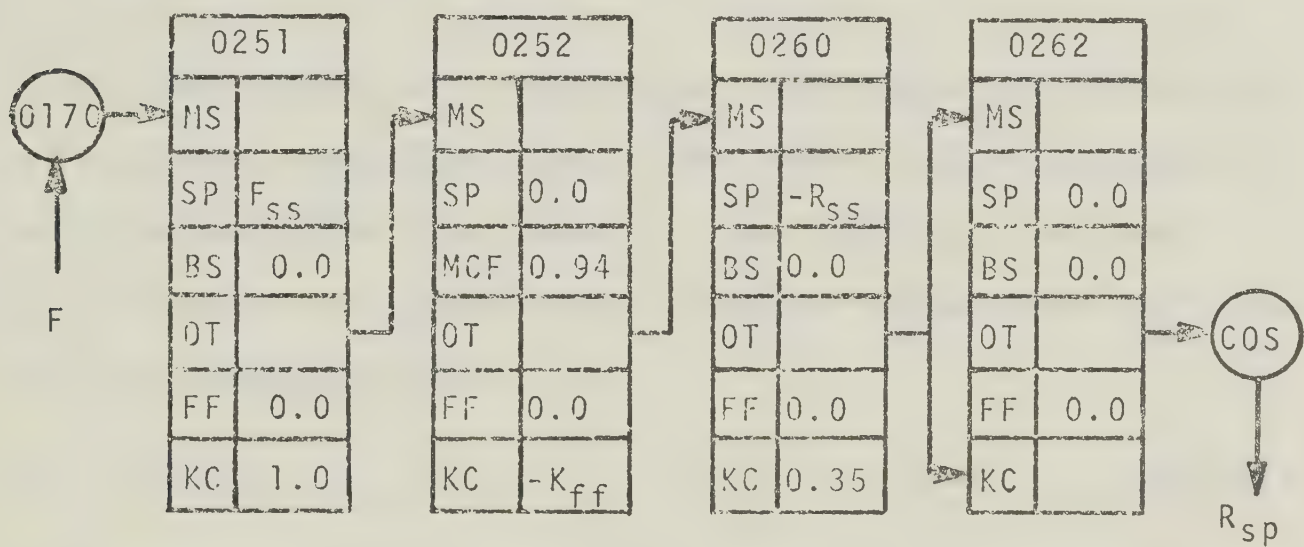 0251 0252 0260 0262
017C MS MS MS MS
SP F_ss SP 0.0 SP -R_ss SP 0.0
BS 0.0 MCF 0.94 BS 0.0 BS 0.0
F OT OT OT OT COS
FF 0.0 FF 0.0 FF 0.0 FF 0.0
KC 1.0 KC -K_ff KC 0.35 KC
R_sp